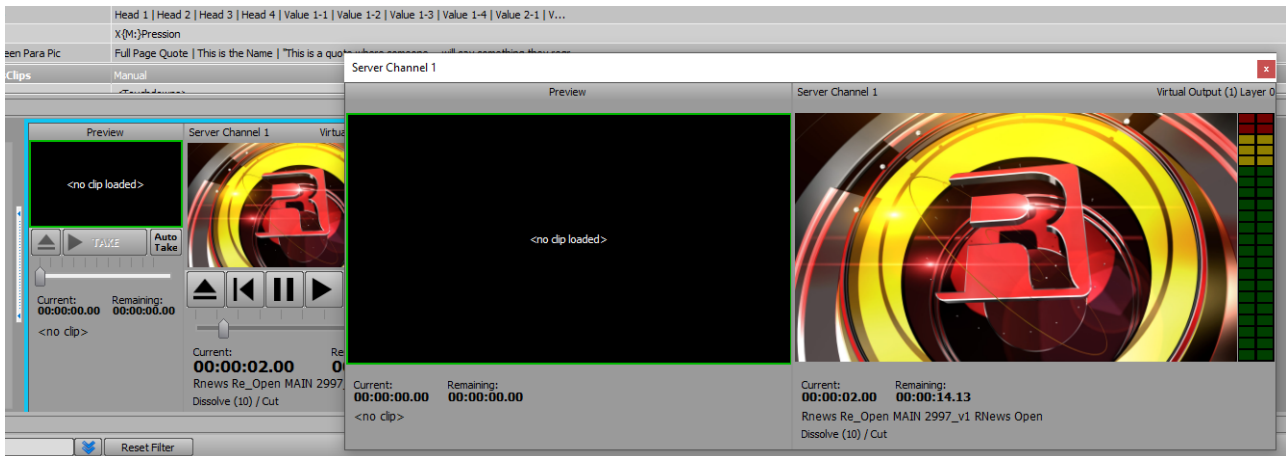 Head 1 | Head 2 | Head 3 | Head 4 | Value 1-1 | Value 1-2 | Value 1-3 | Value 1-4 | Value 2-1 | V...
X{M:}Pression
een Para Pic
Full Page Quote | This is the Name | "This is a quote where someone
Clips
Manual
Server Channel 1
x
Preview
Server Channel 1
Virtual Output (1) Layer 0
Preview
Server Channel 1
Virtua
<no clip loaded>
<no clip loaded>
TAKE
Auto
Take
Current:
Remaining:
00:00:00.00
00:00:00.00
<no clip>
Current:
Re
00:00:02.00
0
Rnews Re_Open MAIN 2997_
Dissolve (10) / Cut
Current:
Remaining:
00:00:00.00
00:00:00.00
<no clip>
Current:
Remaining:
00:00:02.00
00:00:14.13
Rnews Re_Open MAIN 2997_v1 RNews Open
Dissolve (10) / Cut
Reset Filter